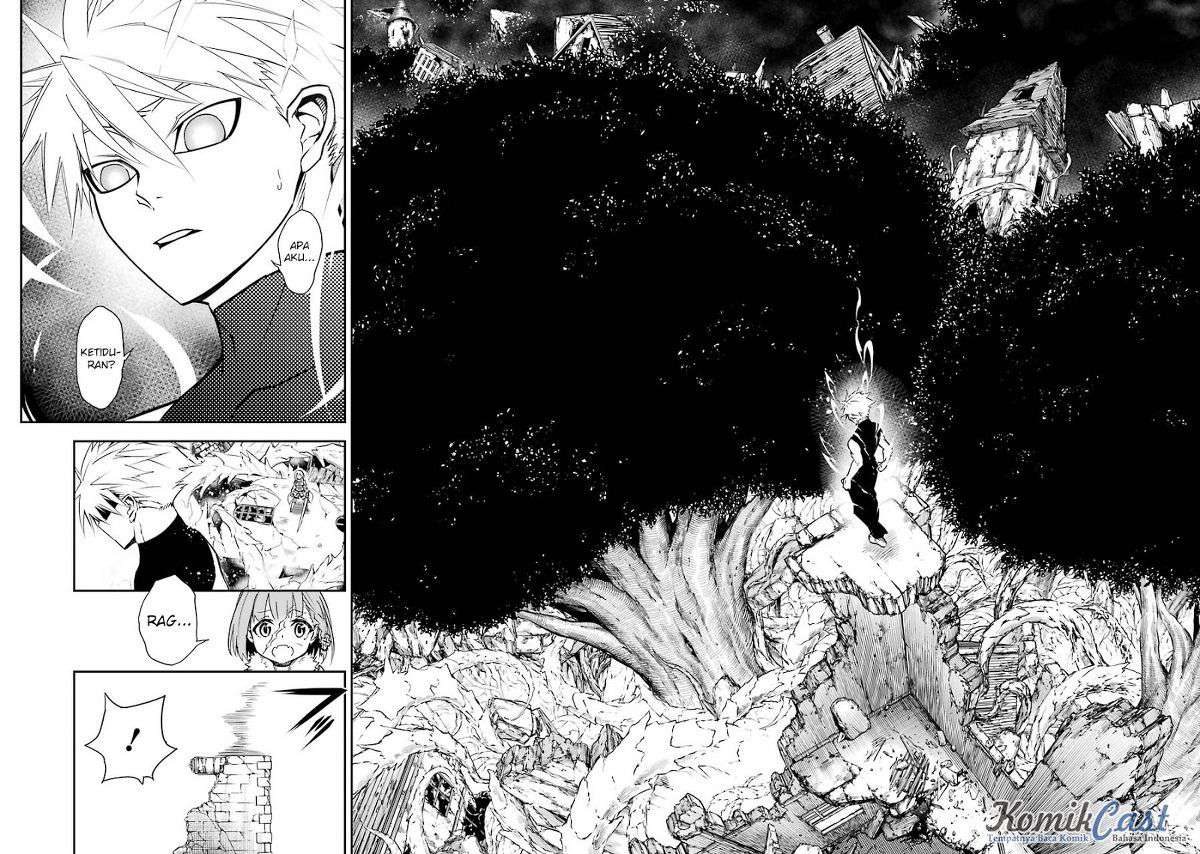 APA
AKU...
KETIDU-
RAN?
RAG...
!
KomikCast
Tempatnya Baca Komik Bahasa Indonesia